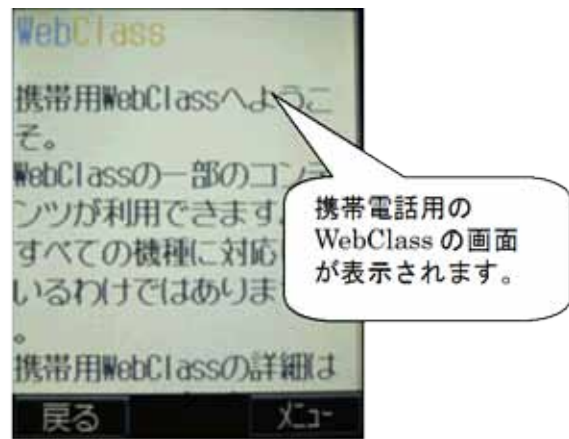 WebClass
携帯用WebClassへようこ
そ。
WebClassの一部のコンテ
ンツが利用できます
すべての機種に対応
いるわけではありま
。
携帯用WebClassの詳細は
戻る
メニュー
携帯電話用の
WebClass の画面
が表示されます。